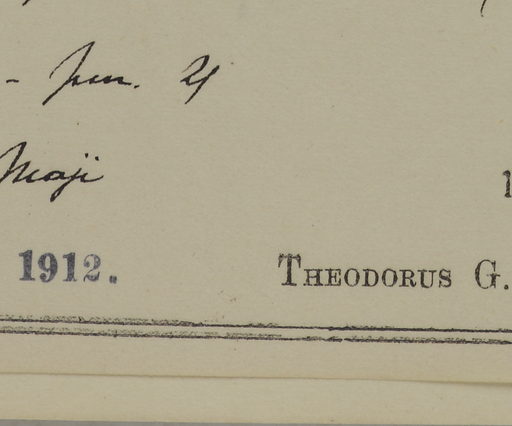 - Jun. 21
Maji
1912. THEODORUS G.